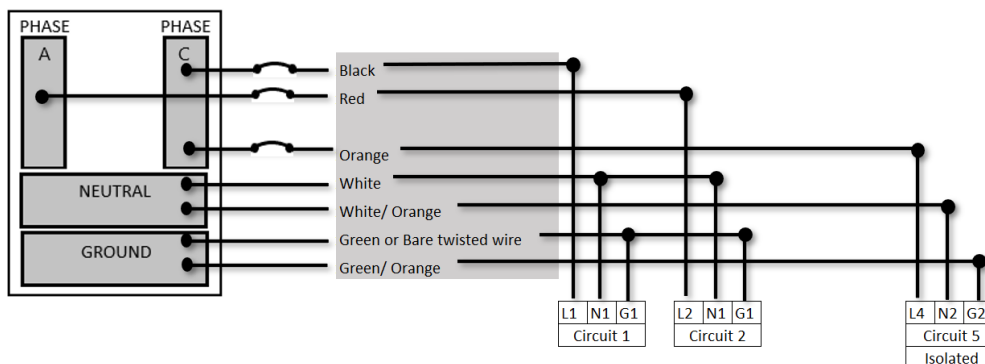 PHASE PHASE
A C
Black
Red
Orange
White
White/ Orange
Green or Bare twisted wire
Green/ Orange
NEUTRAL
GROUND
L1 N1 G1
Circuit 1
L2 N1 G1
Circuit 2
L4 N2 G2
Circuit 5
Isolated